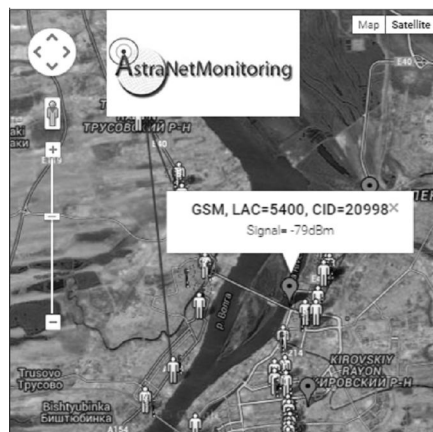 Map Satellite
AstraNetMonitoring
E40
ТРУСОВСКИЙ Р-Н
E40
GSM, LAC=5400, CID=20998
Signal= -79dBm
р. Волга
KIROVSKIY
RAYON
КИРОВСКИЙ Р-Н
Trusovo
Трусово
Bishtyubinka
Биштюбинка
A154